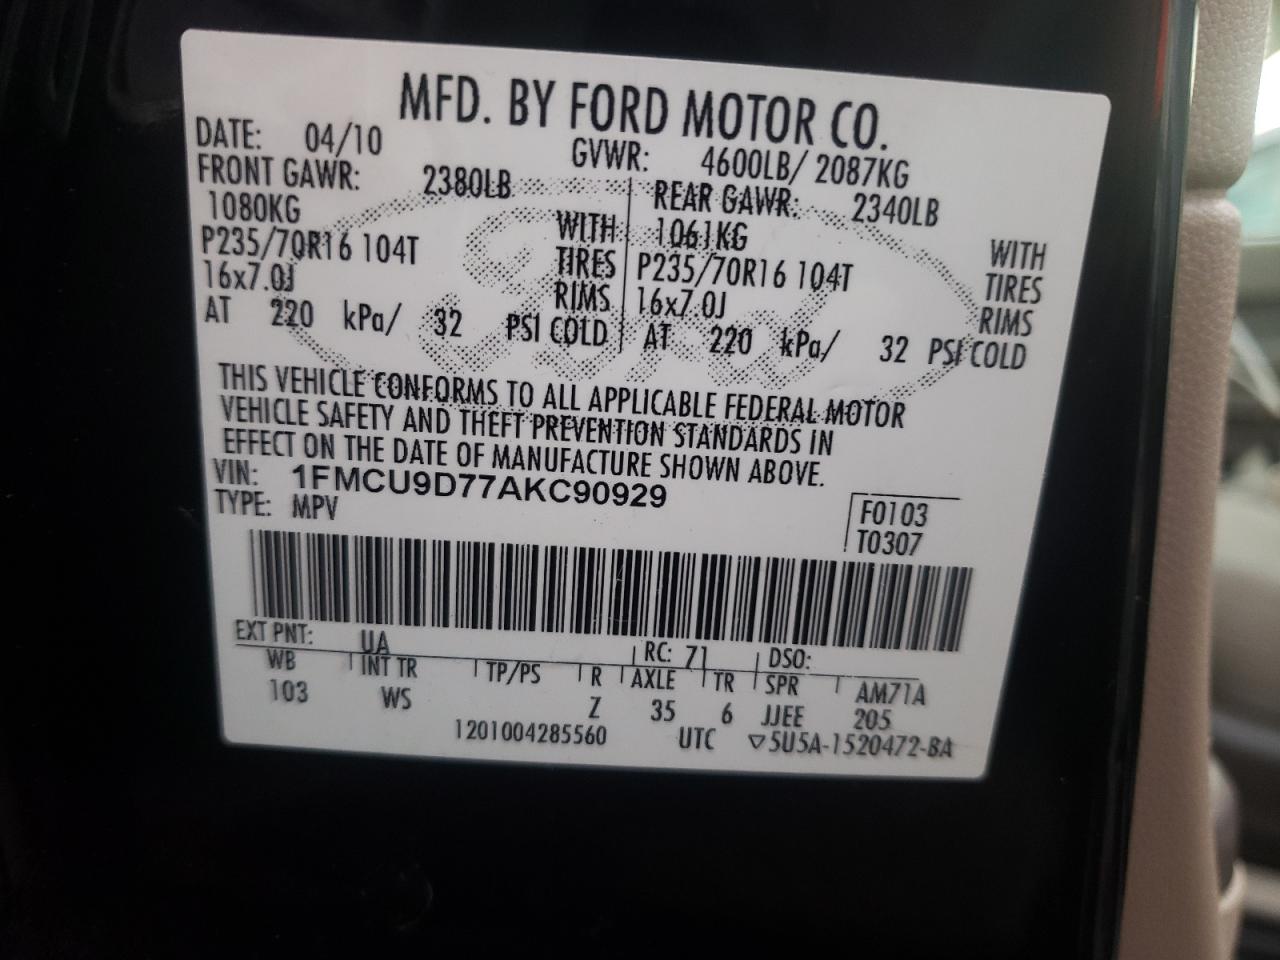 MFD. BY FORD MOTOR CO.
DATE: 04/10 GVWR: 4600LB/ 2087KG
FRONT GAWR: 2380LB REAR GAWR: 2340LB
1080KG WITH 1061KG WITH
P235/70R16 104T TIRES P235/70R16 104T TIRES
16x7.0J RIMS 16x7.0J RIMS
AT 220 kPa/ 32 PSI COLD AT 220 kPa/ 32 PSI COLD
THIS VEHICLE CONFORMS TO ALL APPLICABLE FEDERAL MOTOR
VEHICLE SAFETY AND THEFT PREVENTION STANDARDS IN
EFFECT ON THE DATE OF MANUFACTURE SHOWN ABOVE.
VIN: 1FMCU9D77AKC90929
TYPE: MPV
F0103
T0307
EXT PNT: UA RC: 71 DSO:
WB INT TR TP/PS R AXLE TR SPR AM71A
103 WS Z 35 6 JJEE 205
1201004285560 UTC ▽5U5A-1520472-BA
Ford